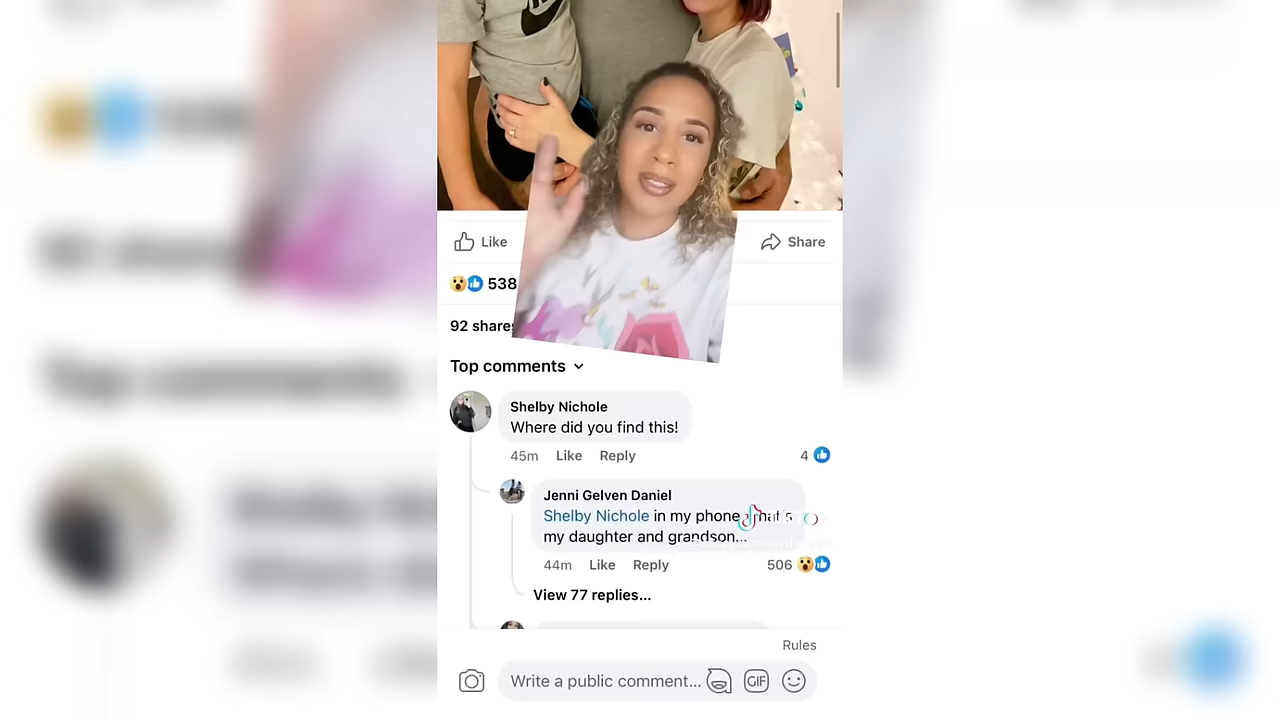 Like
Share
538
92 shares
Top comments
Shelby Nichole
Where did you find this!
45m Like Reply
4
Jenni Gelven Daniel
Shelby Nichole in my phone
my daughter and grandson...
44m Like Reply
506
View 77 replies...
Rules
Write a public comment...
GIF